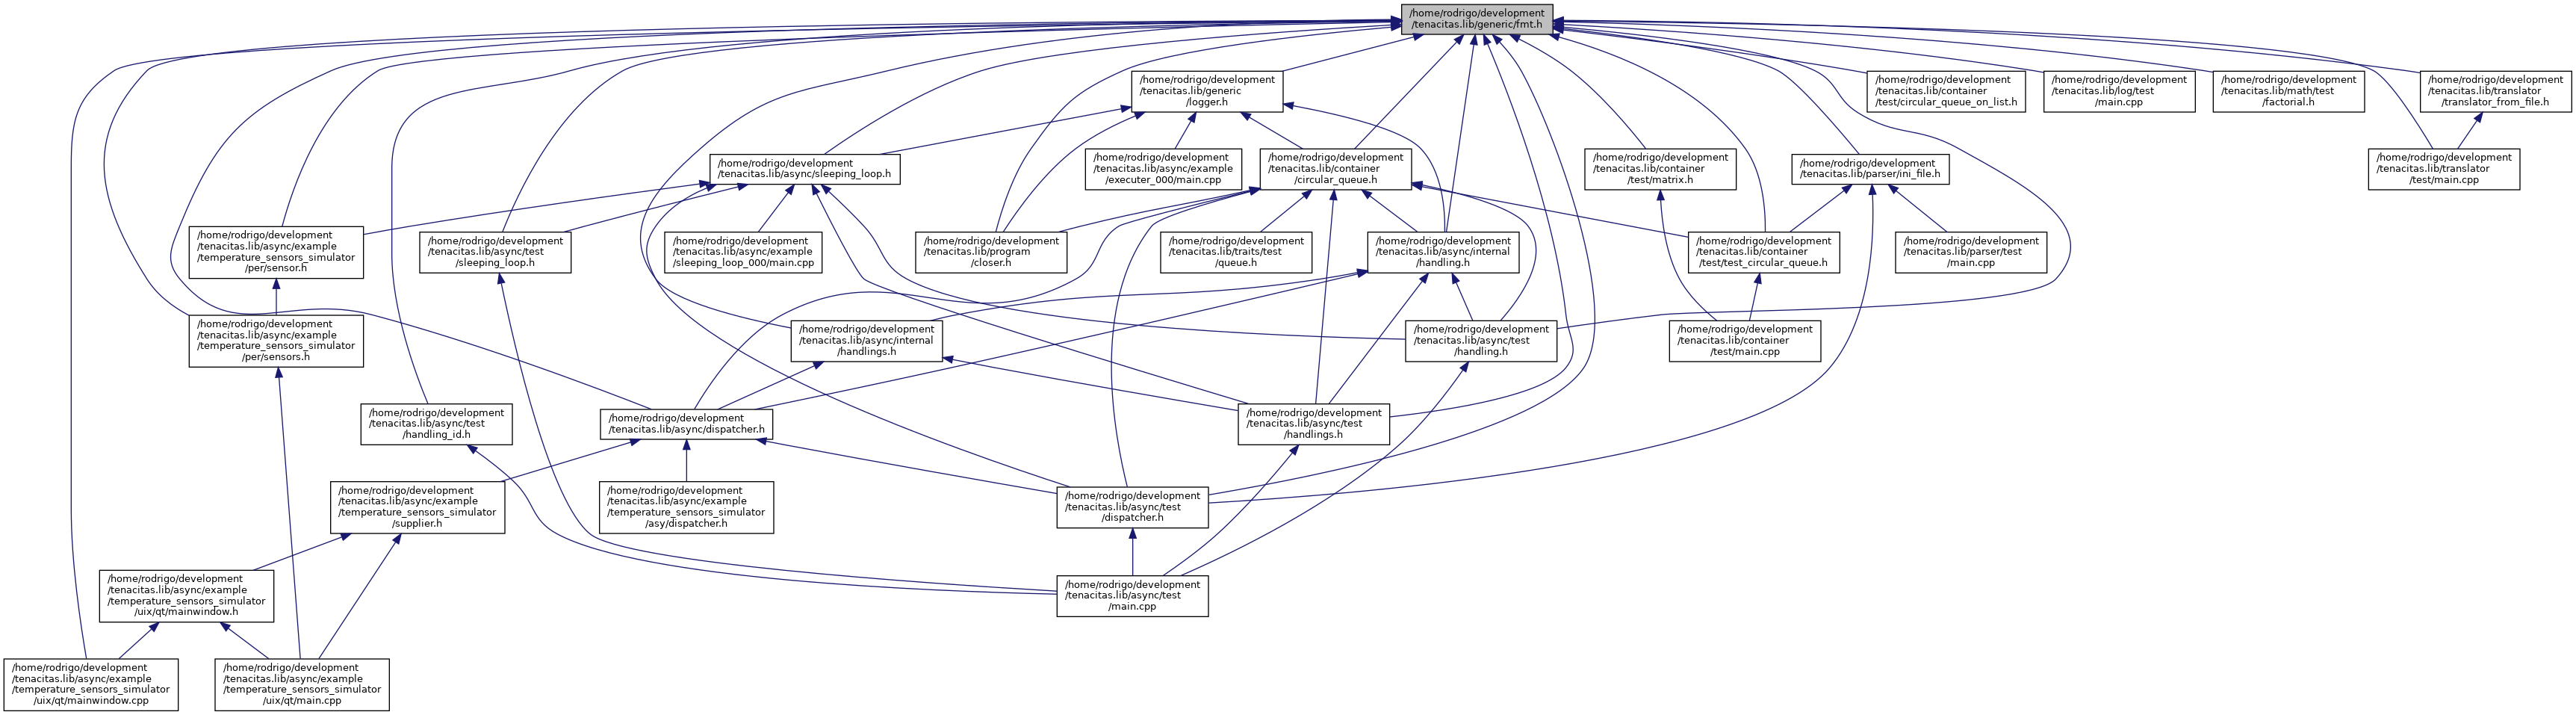 /home/rodrigo/development
/tenacitas.lib/generic/fmt.h
/home/rodrigo/development
/tenacitas.lib/generic
/logger.h
/home/rodrigo/development
/tenacitas.lib/container
test/circular_queue_on_list.h
/home/rodrigo/development
/tenacitas.lib/log/test
/main.cpp
/home/rodrigo/development
/tenacitas.lib/math/test
/factorial.h
/home/rodrigo/development
/tenacitas.lib/translator
/translator_from_file.h
/home/rodrigo/development
/tenacitas.lib/async/sleeping_loop.h
/home/rodrigo/development
/tenacitas.lib/async/example
/executer_000/main.cpp
/home/rodrigo/development
/tenacitas.lib/container
/circular_queue.h
/home/rodrigo/development
/tenacitas.lib/container
/test/matrix.h
/home/rodrigo/development
/tenacitas.lib/parser/ini_file.h
/home/rodrigo/development
/tenacitas.lib/translator
/test/main.cpp
/home/rodrigo/development
/tenacitas.lib/async/example
/temperature_sensors_simulator
/per/sensor.h
/home/rodrigo/development
/tenacitas.lib/async/test
/sleeping_loop.h
/home/rodrigo/development
/tenacitas.lib/async/example
/sleeping_loop_000/main.cpp
/home/rodrigo/development
/tenacitas.lib/program
/closer.h
/home/rodrigo/development
/tenacitas.lib/traits/test
/queue.h
/home/rodrigo/development
/tenacitas.lib/async/internal
/handling.h
/home/rodrigo/development
/tenacitas.lib/container
/test/test_circular_queue.h
/home/rodrigo/development
/tenacitas.lib/parser/test
/main.cpp
/home/rodrigo/development
/tenacitas.lib/async/example
/temperature_sensors_simulator
/per/sensors.h
/home/rodrigo/development
/tenacitas.lib/async/internal
/handlings.h
/home/rodrigo/development
/tenacitas.lib/async/test
/handling.h
/home/rodrigo/development
/tenacitas.lib/container
/test/main.cpp
/home/rodrigo/development
/tenacitas.lib/async/test
/handling_id.h
/home/rodrigo/development
/tenacitas.lib/async/dispatcher.h
/home/rodrigo/development
/tenacitas.lib/async/test
/handlings.h
/home/rodrigo/development
/tenacitas.lib/async/example
/temperature_sensors_simulator
/supplier.h
/home/rodrigo/development
/tenacitas.lib/async/example
/temperature_sensors_simulator
/asy/dispatcher.h
/home/rodrigo/development
/tenacitas.lib/async/test
/dispatcher.h
/home/rodrigo/development
/tenacitas.lib/async/example
/temperature_sensors_simulator
/uix/qt/mainwindow.h
/home/rodrigo/development
/tenacitas.lib/async/test
/main.cpp
/home/rodrigo/development
/tenacitas.lib/async/example
/temperature_sensors_simulator
/uix/qt/mainwindow.cpp
/home/rodrigo/development
/tenacitas.lib/async/example
/temperature_sensors_simulator
/uix/qt/main.cpp